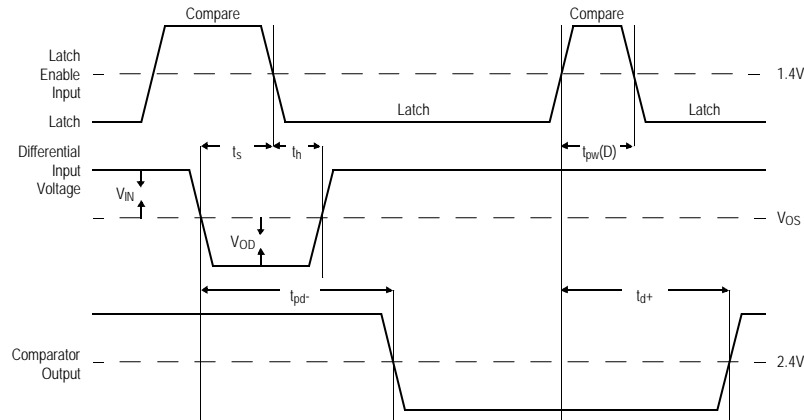 Compare
Compare
Latch
Enable
Input
1.4V
Latch
Latch
Latch
Differential
Input
Voltage
ts
th
tpw(D)
VIN
VOS
VOD
tpd-
td+
Comparator
Output
2.4V